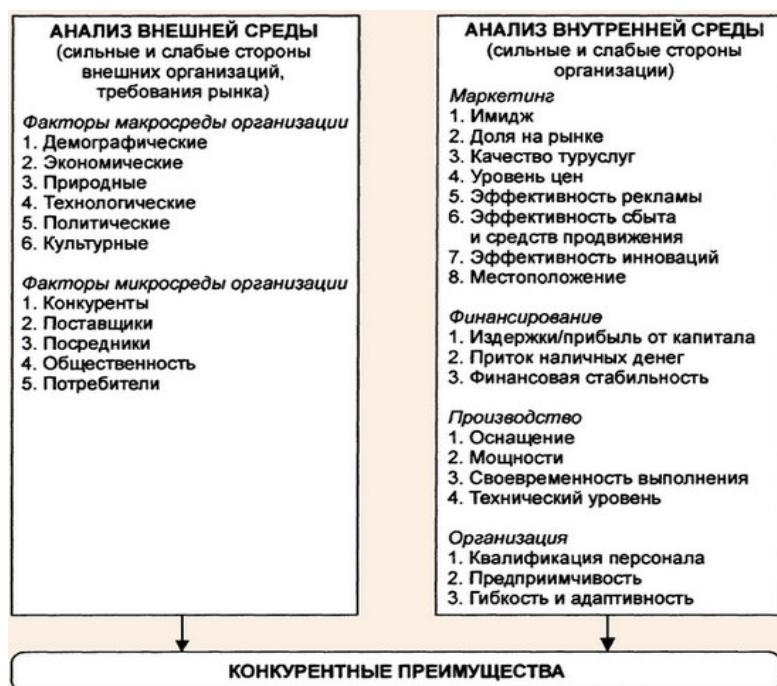 АНАЛИЗ ВНЕШНЕЙ СРЕДЫ
(сильные и слабые стороны
внешних организаций,
требования рынка)
Факторы макросреды организации
1. Демографические
2. Экономические
3. Природные
4. Технологические
5. Политические
6. Культурные
Факторы микросреды организации
1. Конкуренты
2. Поставщики
3. Посредники
4. Общественность
5. Потребители
АНАЛИЗ ВНУТРЕННЕЙ СРЕДЫ
(сильные и слабые стороны
организации)
Маркетинг
1. Имидж
2. Доля на рынке
3. Качество туруслуг
4. Уровень цен
5. Эффективность рекламы
6. Эффективность сбыта
и средств продвижения
7. Эффективность инноваций
8. Местоположение
Финансирование
1. Издержки/прибыль от капитала
2. Приток наличных денег
3. Финансовая стабильность
Производство
1. Оснащение
2. Мощности
3. Своевременность выполнения
4. Технический уровень
Организация
1. Квалификация персонала
2. Предприимчивость
3. Гибкость и адаптивность
КОНКУРЕНТНЫЕ ПРЕИМУЩЕСТВА